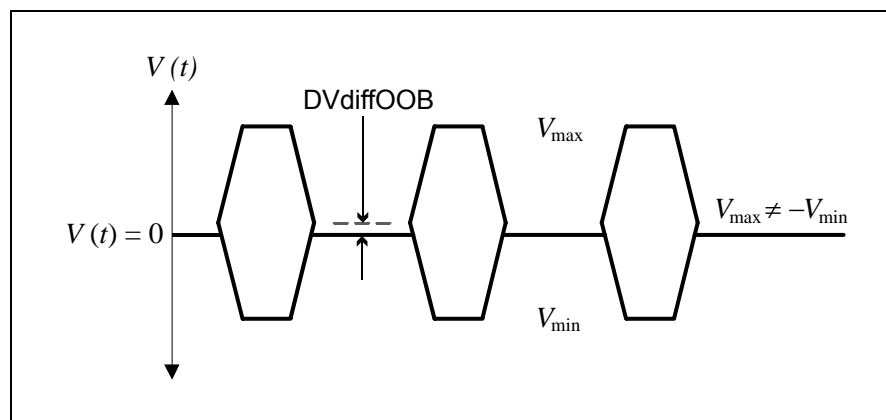 V (t)
DVdiffOOB
Vmax
Vmax ≠ −Vmin
V (t) = 0
Vmin